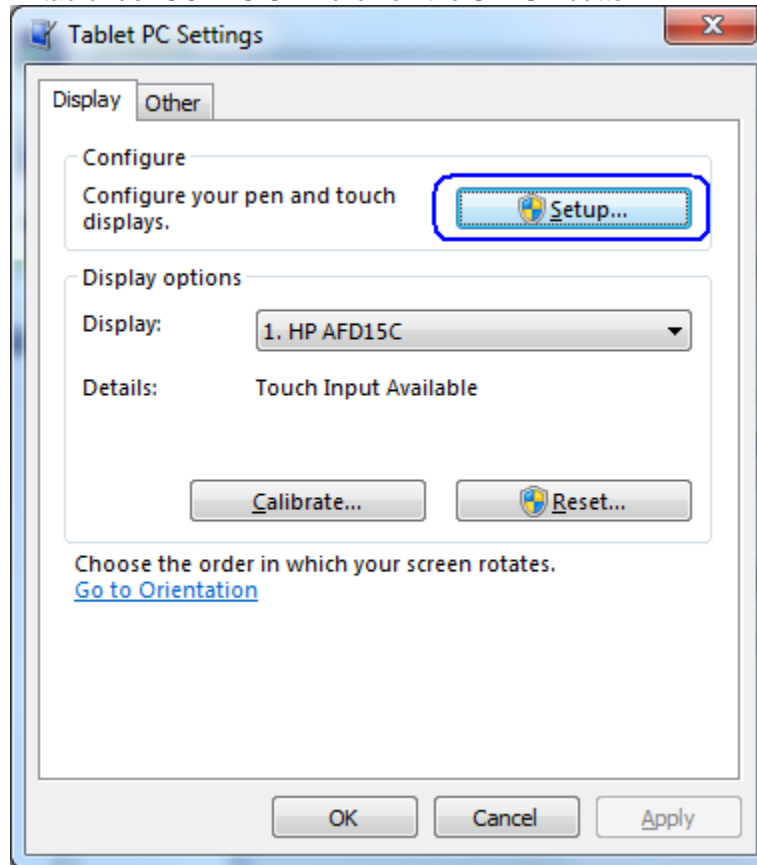 Tablet PC Settings
Display
Other
Configure
Configure your pen and touch
displays.
Setup...
Display options
Display:
1. HP AFD15C
Details:
Touch Input Available
Calibrate...
Reset...
Choose the order in which your screen rotates.
Go to Orientation
OK
Cancel
Apply